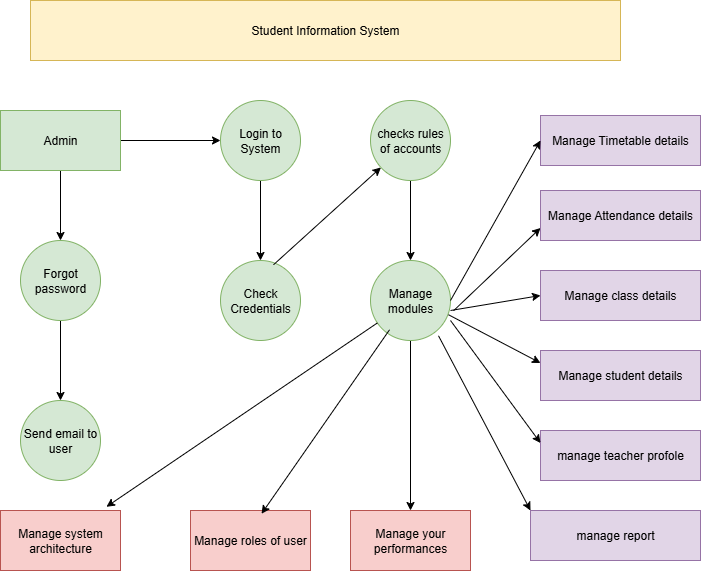 Student Information System
Admin
Login to
System
checks rules
of accounts
Manage Timetable details
Manage Attendance details
Forgot
password
Check
Credentials
Manage
modules
Manage class details
Manage student details
Send email to
user
manage teacher profole
Manage system
architecture
Manage roles of user
Manage your
performances
manage report